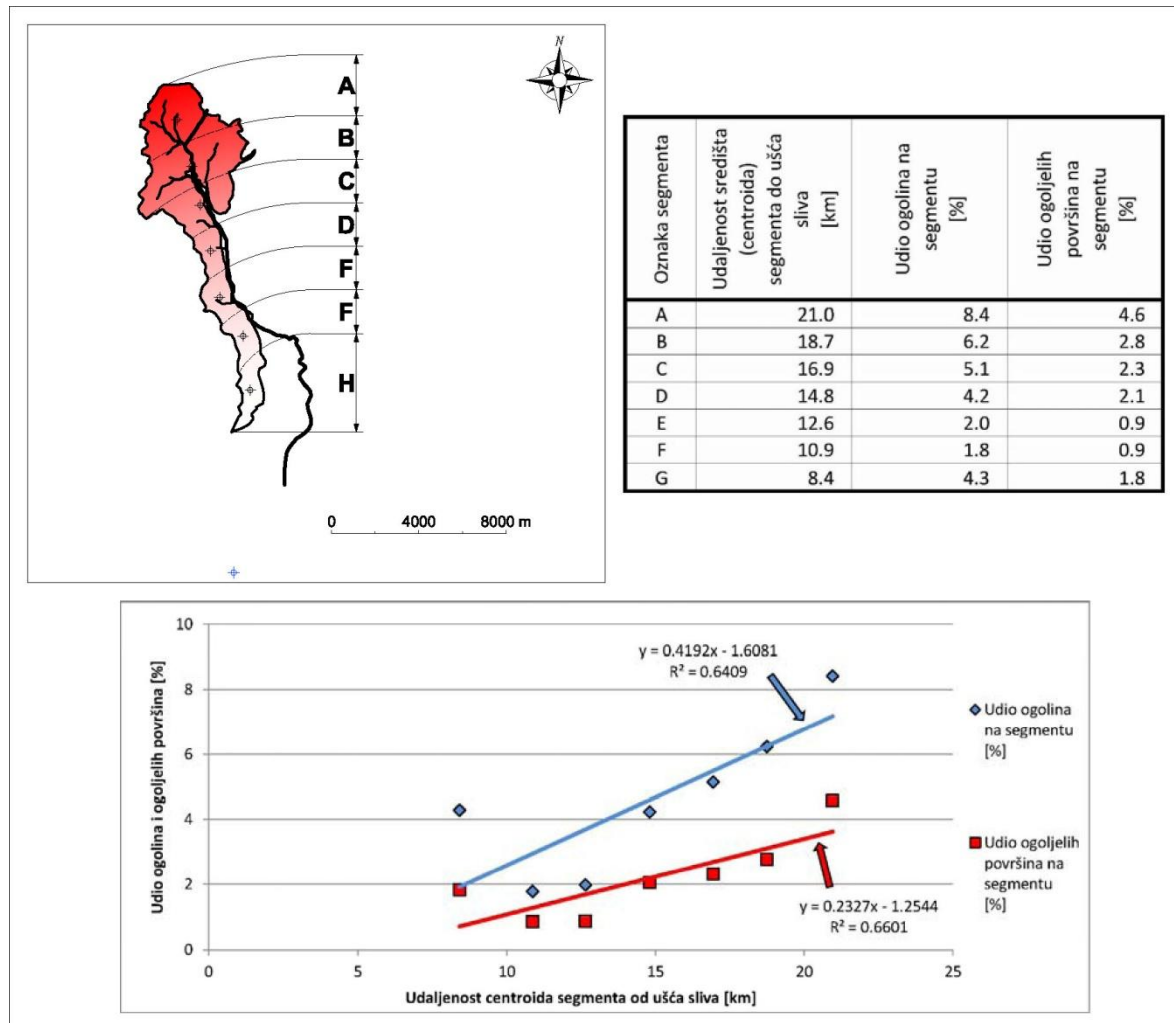 N
A
B
C
D
F
F
H
0 4000 8000 m
Oznaka segmenta
Udaljenost središta
(centroida)
segmenta do ušća
sliva
[km]
Udio ogolina na
segmentu
[%]
Udio ogoljelih
površina na
segmentu
[%]
A 21.0 8.4 4.6
B 18.7 6.2 2.8
C 16.9 5.1 2.3
D 14.8 4.2 2.1
E 12.6 2.0 0.9
F 10.9 1.8 0.9
G 8.4 4.3 1.8
Udio ogolina i ogoljelih površina [%]
10
8
6
4
2
0
0 5 10 15 20 25
Udaljenost centroida segmenta od ušća sliva [km]
y = 0.4192x - 1.6081
R² = 0.6409
y = 0.2327x - 1.2544
R² = 0.6601
Udio ogolina
na segmentu
[%]
Udio ogoljelih
površina na
segmentu
[%]